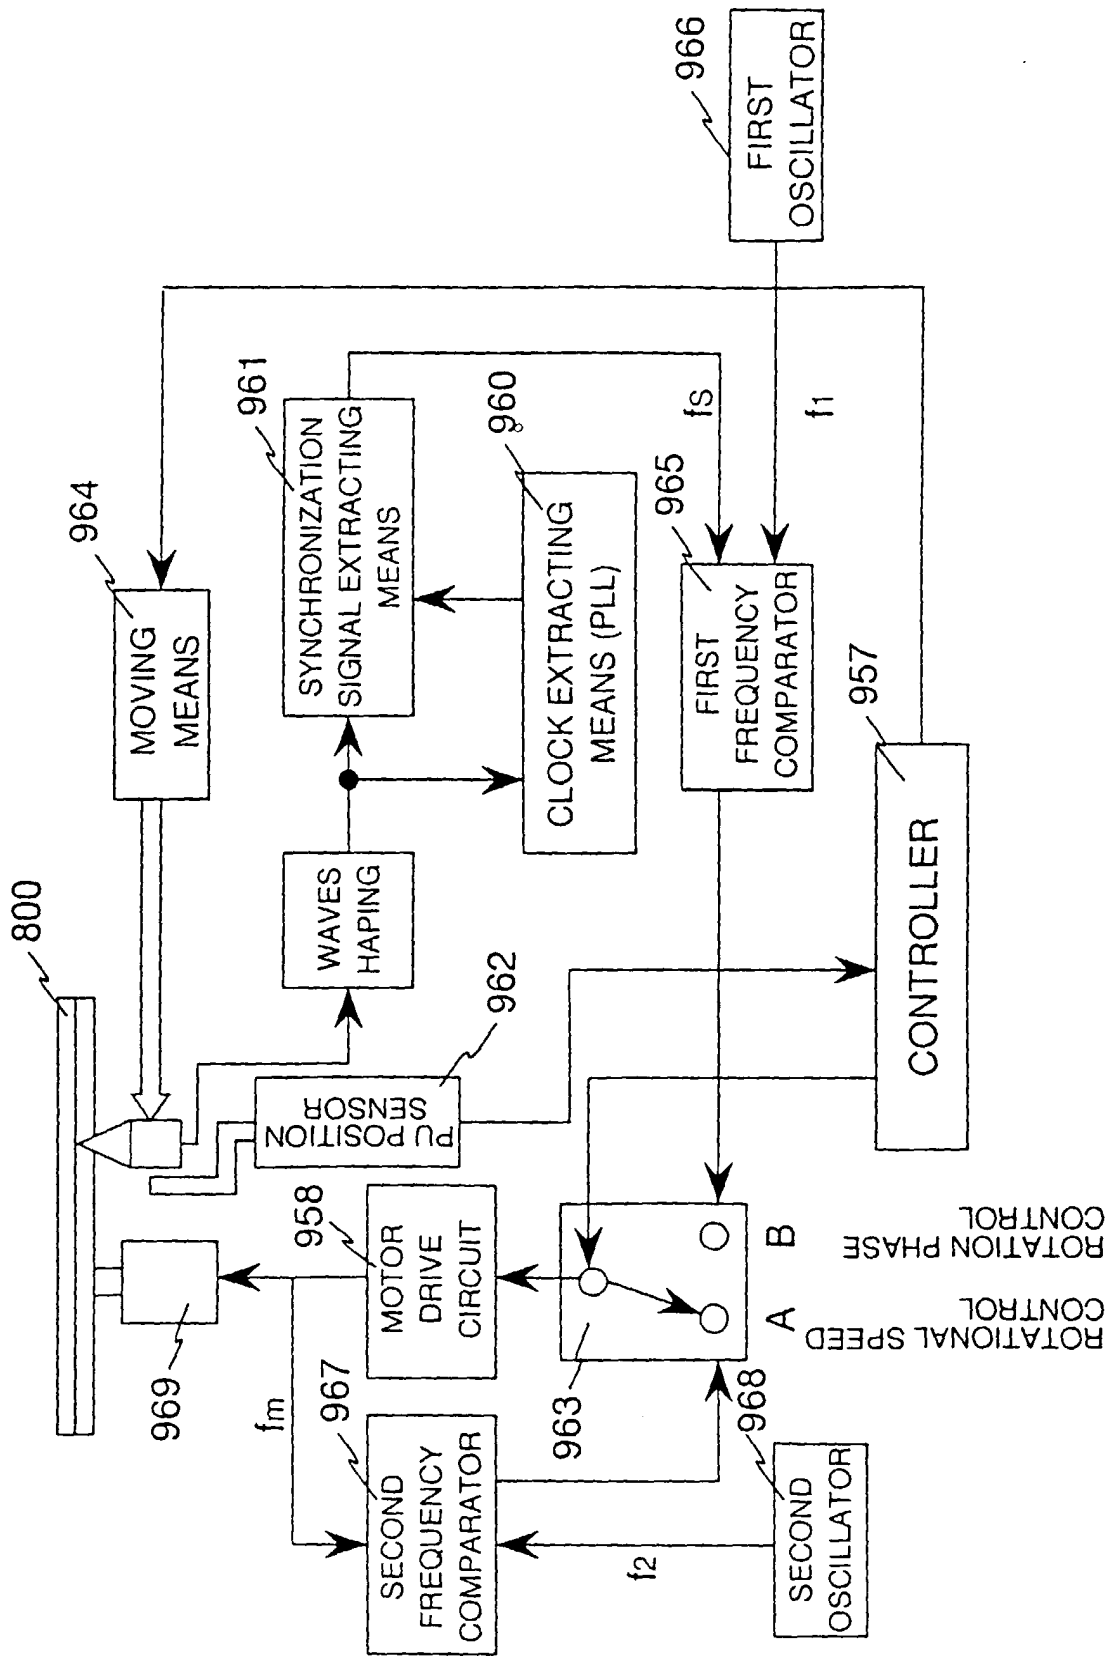 800
964
MOVING
MEANS
969
fm
958
MOTOR
DRIVE
CIRCUIT
PU POSITION
SENSOR
962
WAVES
HAPING
961
SYNCHRONIZATION
SIGNAL EXTRACTING
MEANS
960
CLOCK EXTRACTING
MEANS (PLL)
967
SECOND
FREQUENCY
COMPARATOR
f2
968
SECOND
OSCILLATOR
963
A
B
ROTATIONAL SPEED
CONTROL
ROTATION PHASE
CONTROL
965
FIRST
FREQUENCY
COMPARATOR
fS
f1
966
FIRST
OSCILLATOR
957
CONTROLLER